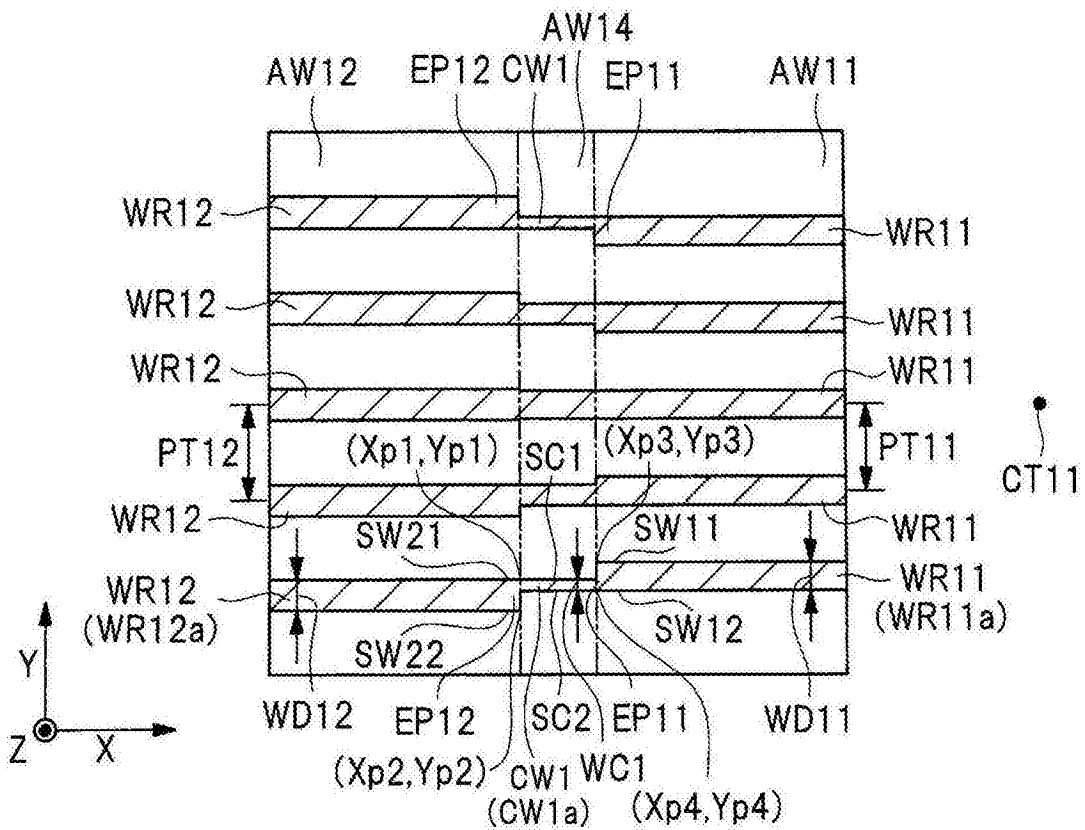 AW14
AW12 EP12 CW1 EP11 AW11
WR12 WR11
WR12 WR11
WR12 WR11
PT12 (Xp1,Yp1) SC1 (Xp3,Yp3) PT11
CT11
WR12 SW21 SW11 WR11
WR12 WR11
(WR12a) SW22 SW12 (WR11a)
Y
WD12 EP12 SC2 EP11 WD11
Z X
(Xp2,Yp2) CW1 WC1 (Xp4,Yp4)
(CW1a)